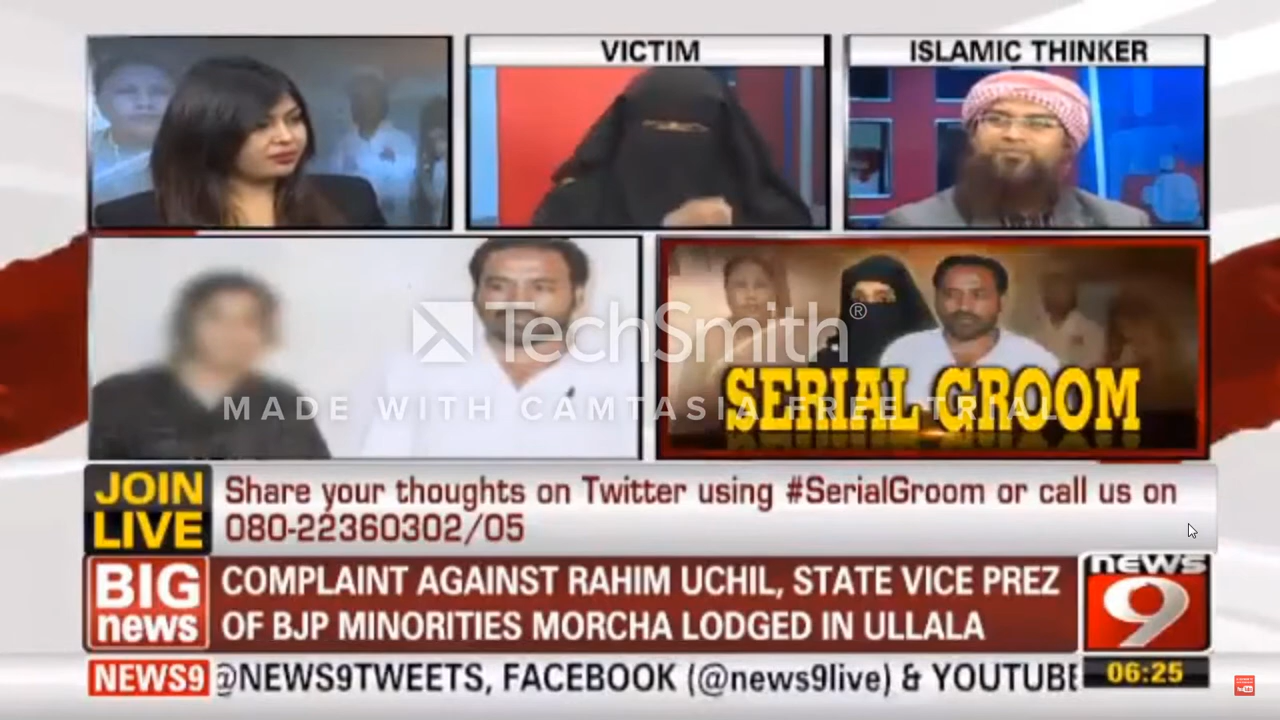 VICTIM
ISLAMIC THINKER
TechSmith®
MADE WITH CAMTASIA FREE TRIAL
SERIAL GROOM
JOIN LIVE
Share your thoughts on Twitter using #SerialGroom or call us on
080-22360302/05
BIG news
COMPLAINT AGAINST RAHIM UCHIL, STATE VICE PREZ
OF BJP MINORITIES MORCHA LODGED IN ULLALA
NEWS 9
NEWS9 @NEWS9TWEETS, FACEBOOK (@news9live) & YOUTUBE
06:25